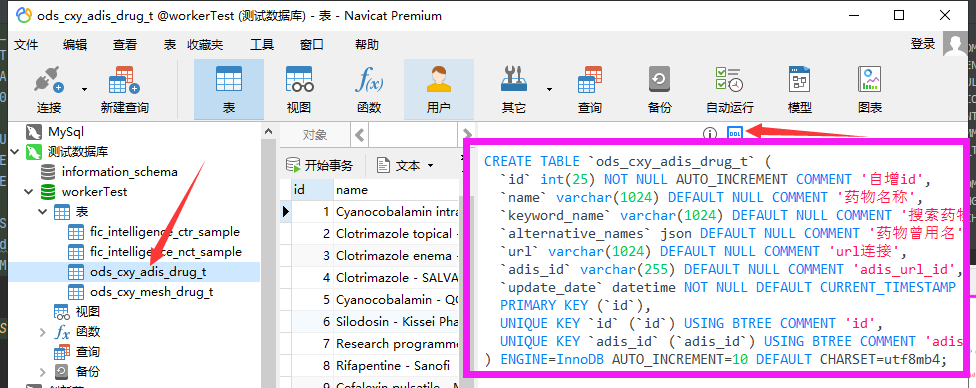 ods_cxy_adis_drug_t @workerTest (测试数据库) - 表 - Navicat Premium
文件 编辑 查看 表 收藏夹 工具 窗口 帮助 登录
连接 新建查询 表 视图 函数 用户 其它 查询 备份 自动运行 模型 图表
MySql
测试数据库
information_schema
workerTest
表
fic_intelligence_ctr_sample
fic_intelligence_nct_sample
ods_cxy_adis_drug_t
ods_cxy_mesh_drug_t
视图
函数
查询
备份
对象
开始事务 文本
id name
1 Cyanocobalamin intra
2 Clotrimazole topical -
3 Clotrimazole enema -
4 Clotrimazole - SALVA
5 Cyanocobalamin - QO
6 Silodosin - Kissei Pha
7 Research programme
8 Rifapentine - Sanofi
9 Cefalexin pulsatile - M
DDL
CREATE TABLE `ods_cxy_adis_drug_t` (
`id` int(25) NOT NULL AUTO_INCREMENT COMMENT '自增id',
`name` varchar(1024) DEFAULT NULL COMMENT '药物名称',
`keyword_name` varchar(1024) DEFAULT NULL COMMENT '搜索药物
`alternative_names` json DEFAULT NULL COMMENT '药物曾用名'
`url` varchar(1024) DEFAULT NULL COMMENT 'url连接',
`adis_id` varchar(255) DEFAULT NULL COMMENT 'adis_url_id',
`update_date` datetime NOT NULL DEFAULT CURRENT_TIMESTAMP
PRIMARY KEY (`id`),
UNIQUE KEY `id` (`id`) USING BTREE COMMENT 'id',
UNIQUE KEY `adis_id` (`adis_id`) USING BTREE COMMENT 'adis
) ENGINE=InnoDB AUTO_INCREMENT=10 DEFAULT CHARSET=utf8mb4;